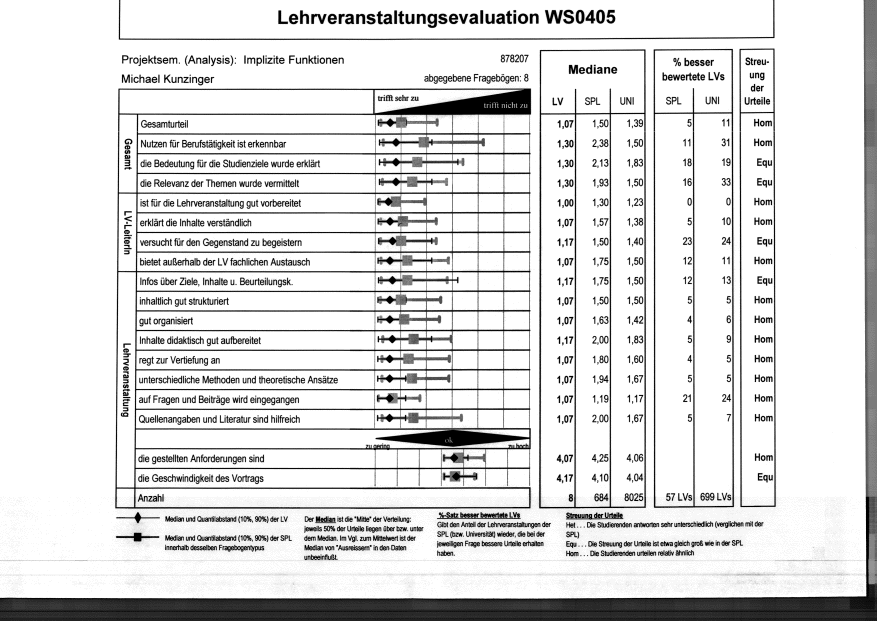 Lehrveranstaltungsevaluation WS0405
Projektsem. (Analysis): Implizite Funktionen 878207
Michael Kunzinger abgegebene Fragebögen: 8
Mediane
% besser bewertete LVs
Streu-ung der Urteile
trifft sehr zu trifft nicht zu
LV SPL UNI SPL UNI
Gesamt
Gesamturteil 1,07 1,50 1,39 5 11 Hom
Nutzen für Berufstätigkeit ist erkennbar 1,30 2,38 1,50 11 31 Hom
die Bedeutung für die Studienziele wurde erklärt 1,30 2,13 1,83 18 19 Equ
die Relevanz der Themen wurde vermittelt 1,30 1,93 1,50 16 33 Equ
LV-LeiterIn
ist für die Lehrveranstaltung gut vorbereitet 1,00 1,30 1,23 0 0 Hom
erklärt die Inhalte verständlich 1,07 1,57 1,38 5 10 Hom
versucht für den Gegenstand zu begeistern 1,17 1,50 1,40 23 24 Equ
bietet außerhalb der LV fachlichen Austausch 1,07 1,75 1,50 12 11 Hom
Lehrveranstaltung
Infos über Ziele, Inhalte u. Beurteilungsk. 1,17 1,75 1,50 12 13 Equ
inhaltlich gut strukturiert 1,07 1,50 1,50 5 5 Hom
gut organisiert 1,07 1,63 1,42 4 6 Hom
Inhalte didaktisch gut aufbereitet 1,17 2,00 1,83 5 9 Hom
regt zur Vertiefung an 1,07 1,80 1,60 4 5 Hom
unterschiedliche Methoden und theoretische Ansätze 1,07 1,94 1,67 5 5 Hom
auf Fragen und Beiträge wird eingegangen 1,07 1,19 1,17 21 24 Hom
Quellenangaben und Literatur sind hilfreich 1,07 2,00 1,67 5 7 Hom
zu gering ok zu hoch
die gestellten Anforderungen sind 4,07 4,25 4,06 Hom
die Geschwindigkeit des Vortrags 4,17 4,10 4,04 Equ
Anzahl 8 684 8025 57 LVs 699 LVs
Median und Quantilabstand (10%, 90%) der LV
Median und Quantilabstand (10%, 90%) der SPL
innerhalb desselben Fragebogentypus
Der Median ist die "Mitte" der Verteilung:
jeweils 50% der Urteile liegen über bzw. unter
dem Median. Im Vgl. zum Mittelwert ist der
Median von "Ausreissern" in den Daten
unbeeinflußt.
%-Satz besser bewertete LVs
Gibt den Anteil der Lehrveranstaltungen der
SPL (bzw. Universität) wieder, die bei der
jeweiligen Frage bessere Urteile erhalten
haben.
Streuung der Urteile
Het . . . Die Studierenden antworten sehr unterschiedlich (verglichen mit der
SPL)
Equ . . . Die Streuung der Urteile ist etwa gleich groß wie in der SPL
Hom . . . Die Studierenden urteilen relativ ähnlich